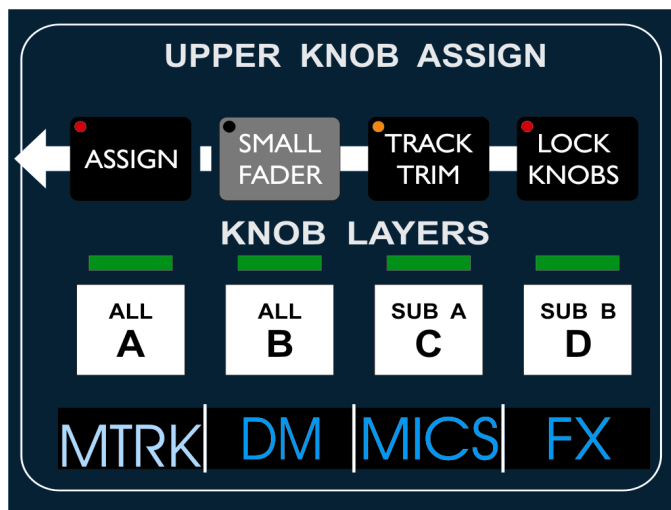 UPPER KNOB ASSIGN
ASSIGN
SMALL
FADER
TRACK
TRIM
LOCK
KNOBS
KNOB LAYERS
ALL
A
ALL
B
SUB A
C
SUB B
D
MTRK
DM
MICS
FX